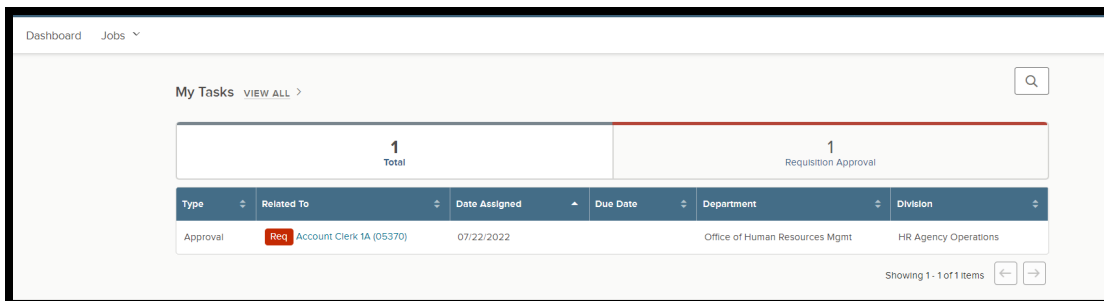 Dashboard Jobs
My Tasks VIEW ALL >
1
Total
1
Requisition Approval
Type Related To Date Assigned Due Date Department Division
Approval Req Account Clerk 1A (05370) 07/22/2022 Office of Human Resources Mgmt HR Agency Operations
Showing 1 - 1 of 1 items